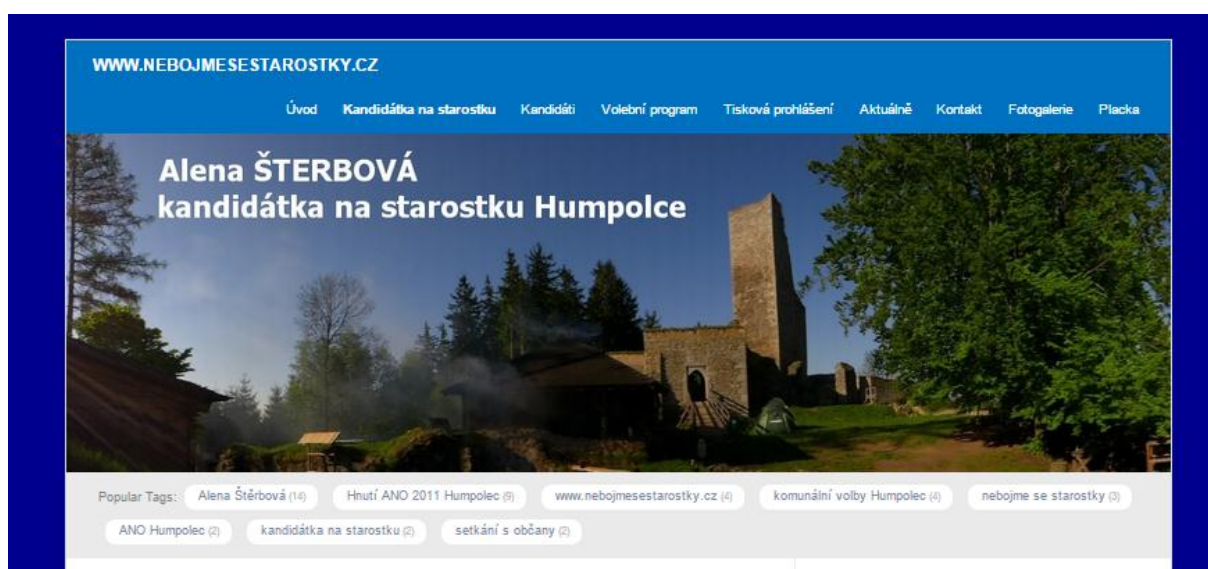 WWW.NEBOJMESESTAROSTKY.CZ
Úvod Kandidátka na starostku Kandidáti Volební program Tisková prohlášení Aktuálně Kontakt Fotogalerie Placka
Alena ŠTERBOVÁ
kandidátka na starostku Humpolce
Popular Tags: Alena Štěrbová (14) Hnutí ANO 2011 Humpolec (9) www.nebojmesestarostky.cz (4) komunální volby Humpolec (4) nebojme se starostky (3)
ANO Humpolec (2) kandidátka na starostku (2) setkání s občany (2)